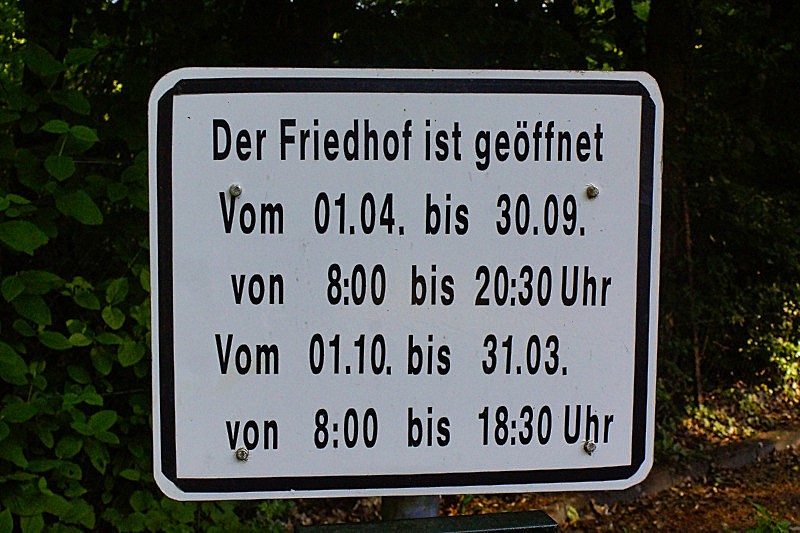 Der Friedhof ist geöffnet
Vom 01.04. bis 30.09.
von 8:00 bis 20:30 Uhr
Vom 01.10. bis 31.03.
von 8:00 bis 18:30 Uhr